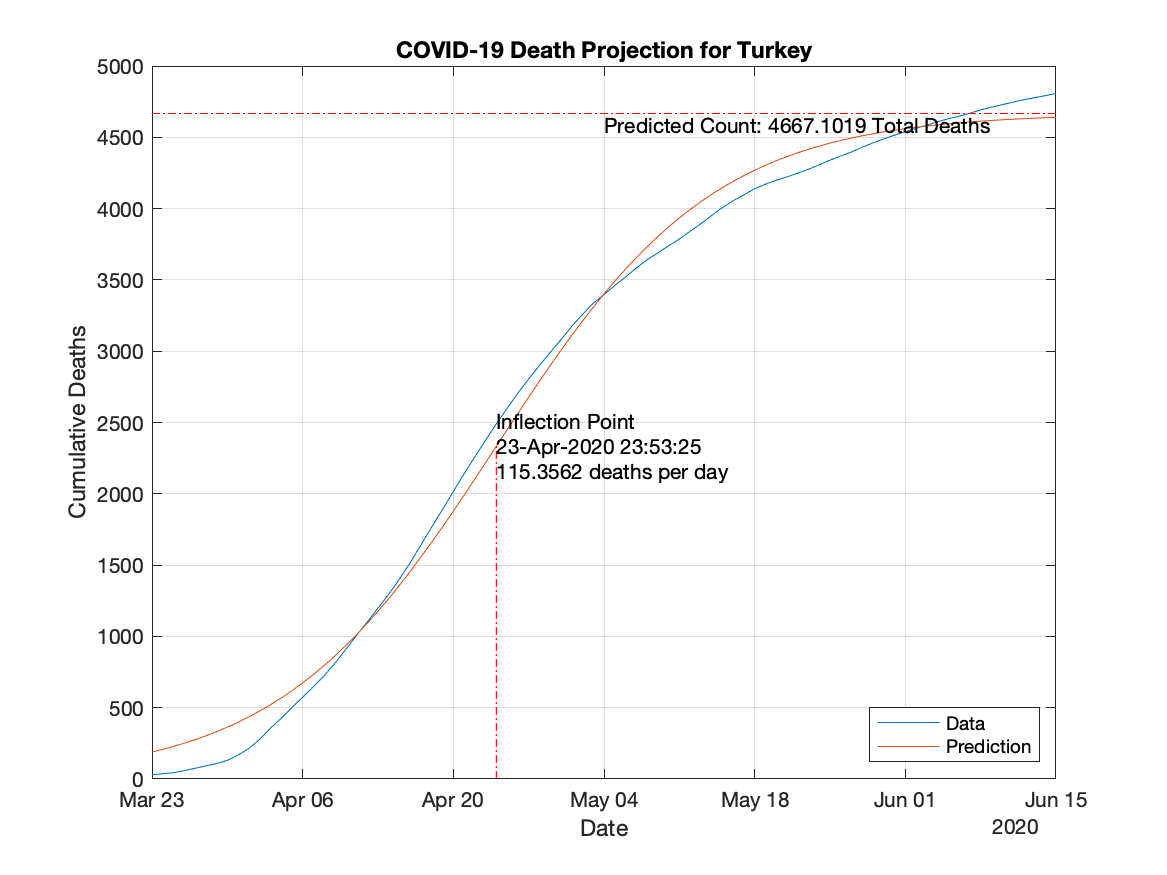 COVID-19 Death Projection for Turkey
5000
4500
4000
3500
3000
2500
2000
1500
1000
500
0
Cumulative Deaths
Predicted Count: 4667.1019 Total Deaths
Inflection Point
23-Apr-2020 23:53:25
115.3562 deaths per day
Data
Prediction
Mar 23 Apr 06 Apr 20 May 04 May 18 Jun 01 Jun 15
Date
2020